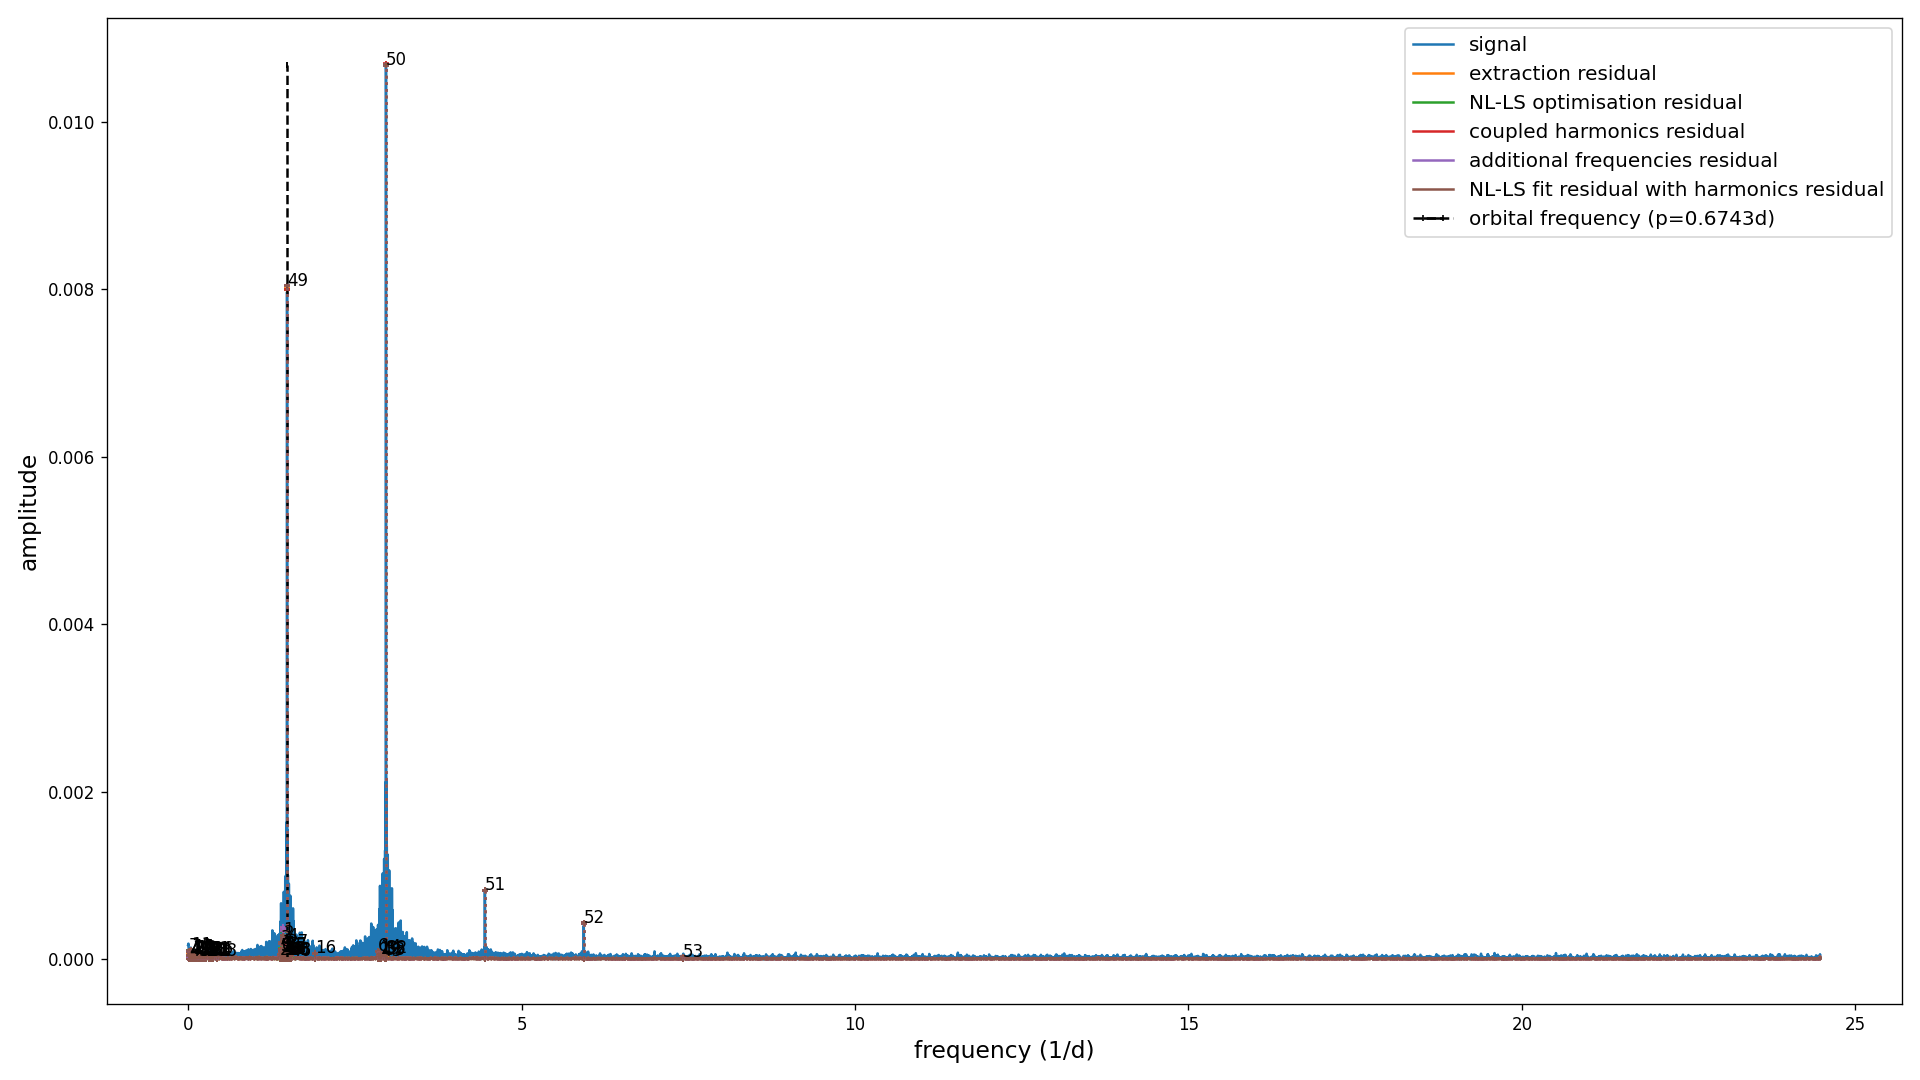 signal
extraction residual
NL-LS optimisation residual
coupled harmonics residual
additional frequencies residual
NL-LS fit residual with harmonics residual
orbital frequency (p=0.6743d)
50
49
51
52
53
16
0.010
0.008
0.006
0.004
0.002
0.000
amplitude
0 5 10 15 20 25
frequency (1/d)